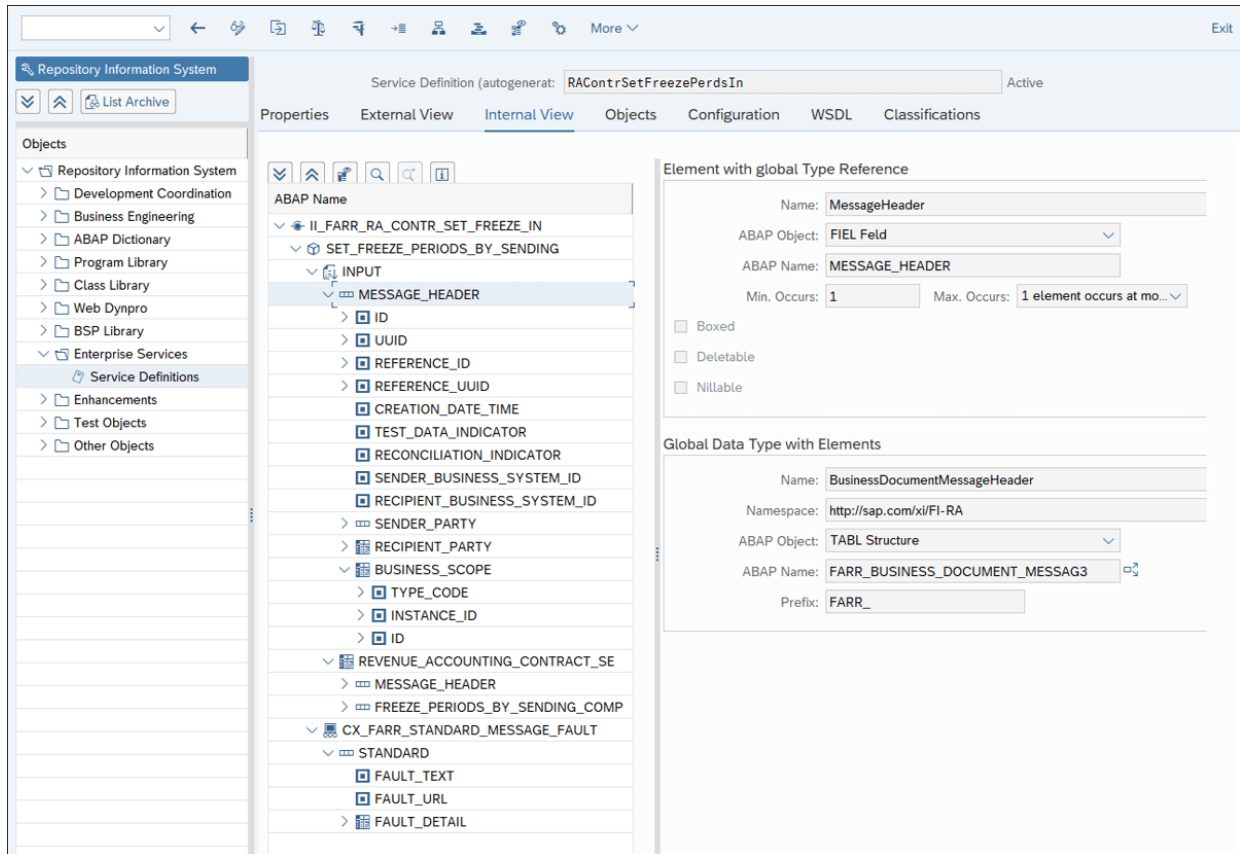 More
Exit
Repository Information System
List Archive
Objects
Repository Information System
Development Coordination
Business Engineering
ABAP Dictionary
Program Library
Class Library
Web Dynpro
BSP Library
Enterprise Services
Service Definitions
Enhancements
Test Objects
Other Objects
Service Definition (autogenerat: RAContrSetFreezePerdsIn Active
Properties External View Internal View Objects Configuration WSDL Classifications
ABAP Name
II_FARR_RA_CONTR_SET_FREEZE_IN
SET_FREEZE_PERIODS_BY_SENDING
INPUT
MESSAGE_HEADER
ID
UUID
REFERENCE_ID
REFERENCE_UUID
CREATION_DATE_TIME
TEST_DATA_INDICATOR
RECONCILIATION_INDICATOR
SENDER_BUSINESS_SYSTEM_ID
RECIPIENT_BUSINESS_SYSTEM_ID
SENDER_PARTY
RECIPIENT_PARTY
BUSINESS_SCOPE
TYPE_CODE
INSTANCE_ID
ID
REVENUE_ACCOUNTING_CONTRACT_SE
MESSAGE_HEADER
FREEZE_PERIODS_BY_SENDING_COMP
CX_FARR_STANDARD_MESSAGE_FAULT
STANDARD
FAULT_TEXT
FAULT_URL
FAULT_DETAIL
Element with global Type Reference
Name: MessageHeader
ABAP Object: FIEL Feld
ABAP Name: MESSAGE_HEADER
Min. Occurs: 1 Max. Occurs: 1 element occurs at mo...
Boxed
Deletable
Nillable
Global Data Type with Elements
Name: BusinessDocumentMessageHeader
Namespace: http://sap.com/xi/FI-RA
ABAP Object: TABL Structure
ABAP Name: FARR_BUSINESS_DOCUMENT_MESSAG3
Prefix: FARR_